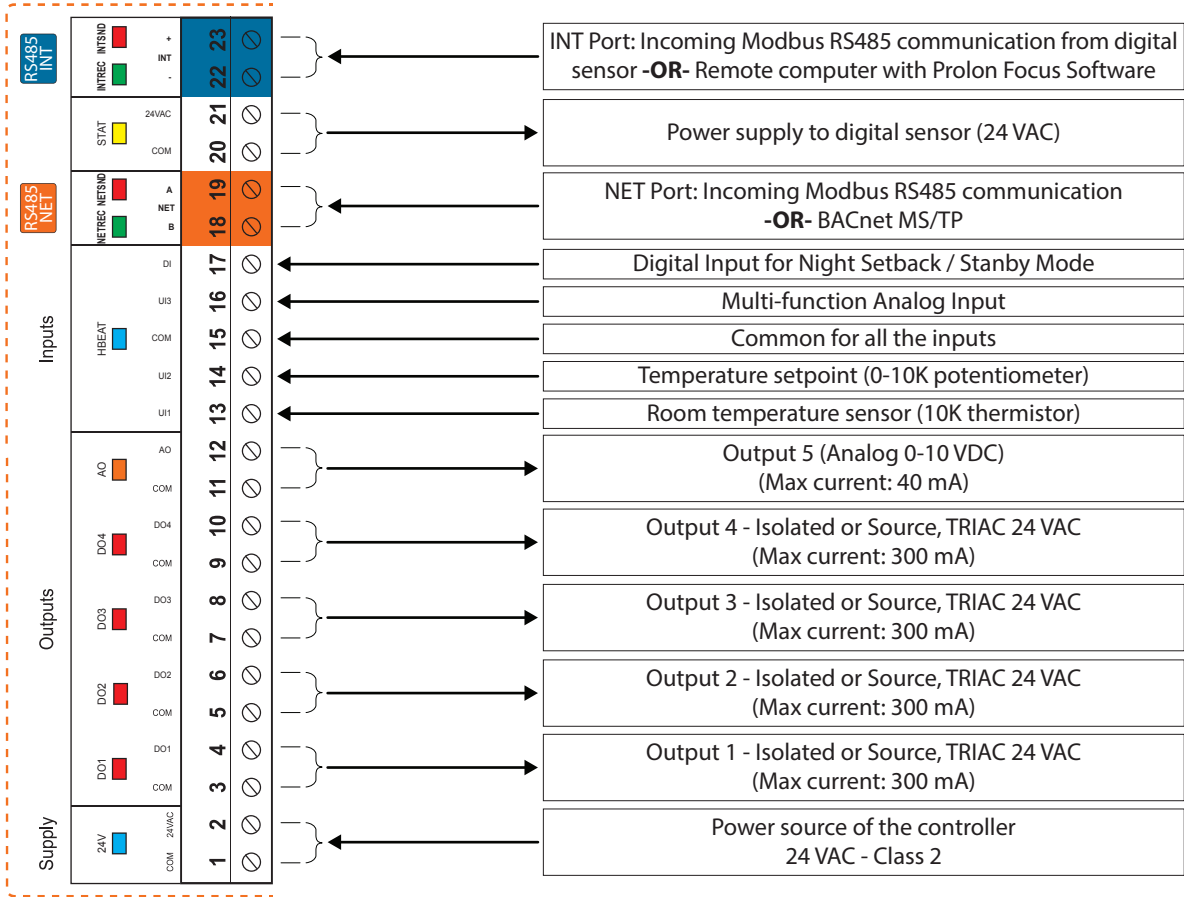 RS485
INT
INTREC INTSND
+
INT
-
23
22
INT Port: Incoming Modbus RS485 communication from digital
sensor -OR- Remote computer with Prolon Focus Software
STAT
24VAC
COM
21
20
Power supply to digital sensor (24 VAC)
RS485
NET
NETREC NETSND
A
NET
B
19
18
NET Port: Incoming Modbus RS485 communication
-OR- BACnet MS/TP
Inputs
HBEAT
DI
17
Digital Input for Night Setback / Stanby Mode
UI3
16
Multi-function Analog Input
COM
15
Common for all the inputs
UI2
14
Temperature setpoint (0-10K potentiometer)
UI1
13
Room temperature sensor (10K thermistor)
Outputs
AO
AO
COM
12
11
Output 5 (Analog 0-10 VDC)
(Max current: 40 mA)
DO4
DO4
COM
10
9
Output 4 - Isolated or Source, TRIAC 24 VAC
(Max current: 300 mA)
DO3
DO3
COM
8
7
Output 3 - Isolated or Source, TRIAC 24 VAC
(Max current: 300 mA)
DO2
DO2
COM
6
5
Output 2 - Isolated or Source, TRIAC 24 VAC
(Max current: 300 mA)
DO1
DO1
COM
4
3
Output 1 - Isolated or Source, TRIAC 24 VAC
(Max current: 300 mA)
Supply
24V
24VAC
COM
2
1
Power source of the controller
24 VAC - Class 2